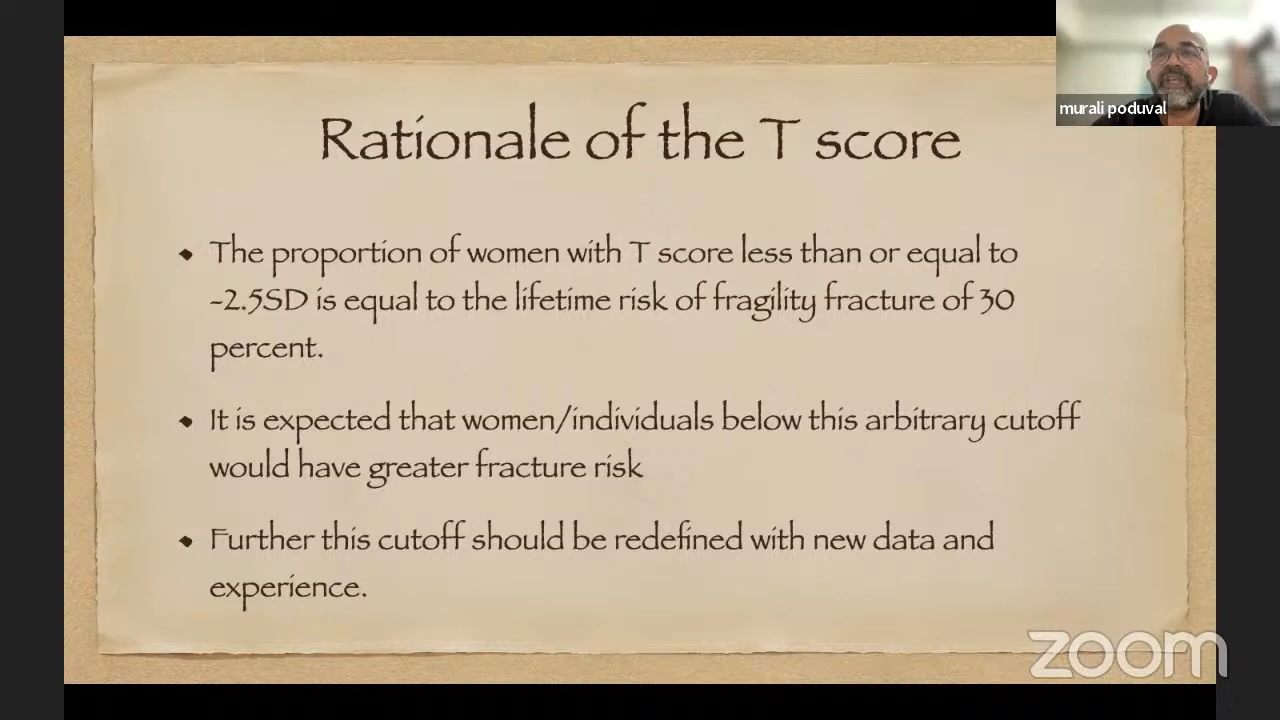 murali poduval
Rationale of the T score
The proportion of women with T score less than or equal to
-2.5SD is equal to the lifetime risk of fragility fracture of 30
percent.
It is expected that women/individuals below this arbitrary cutoff
would have greater fracture risk
Further this cutoff should be redefined with new data and
experience.
zoom